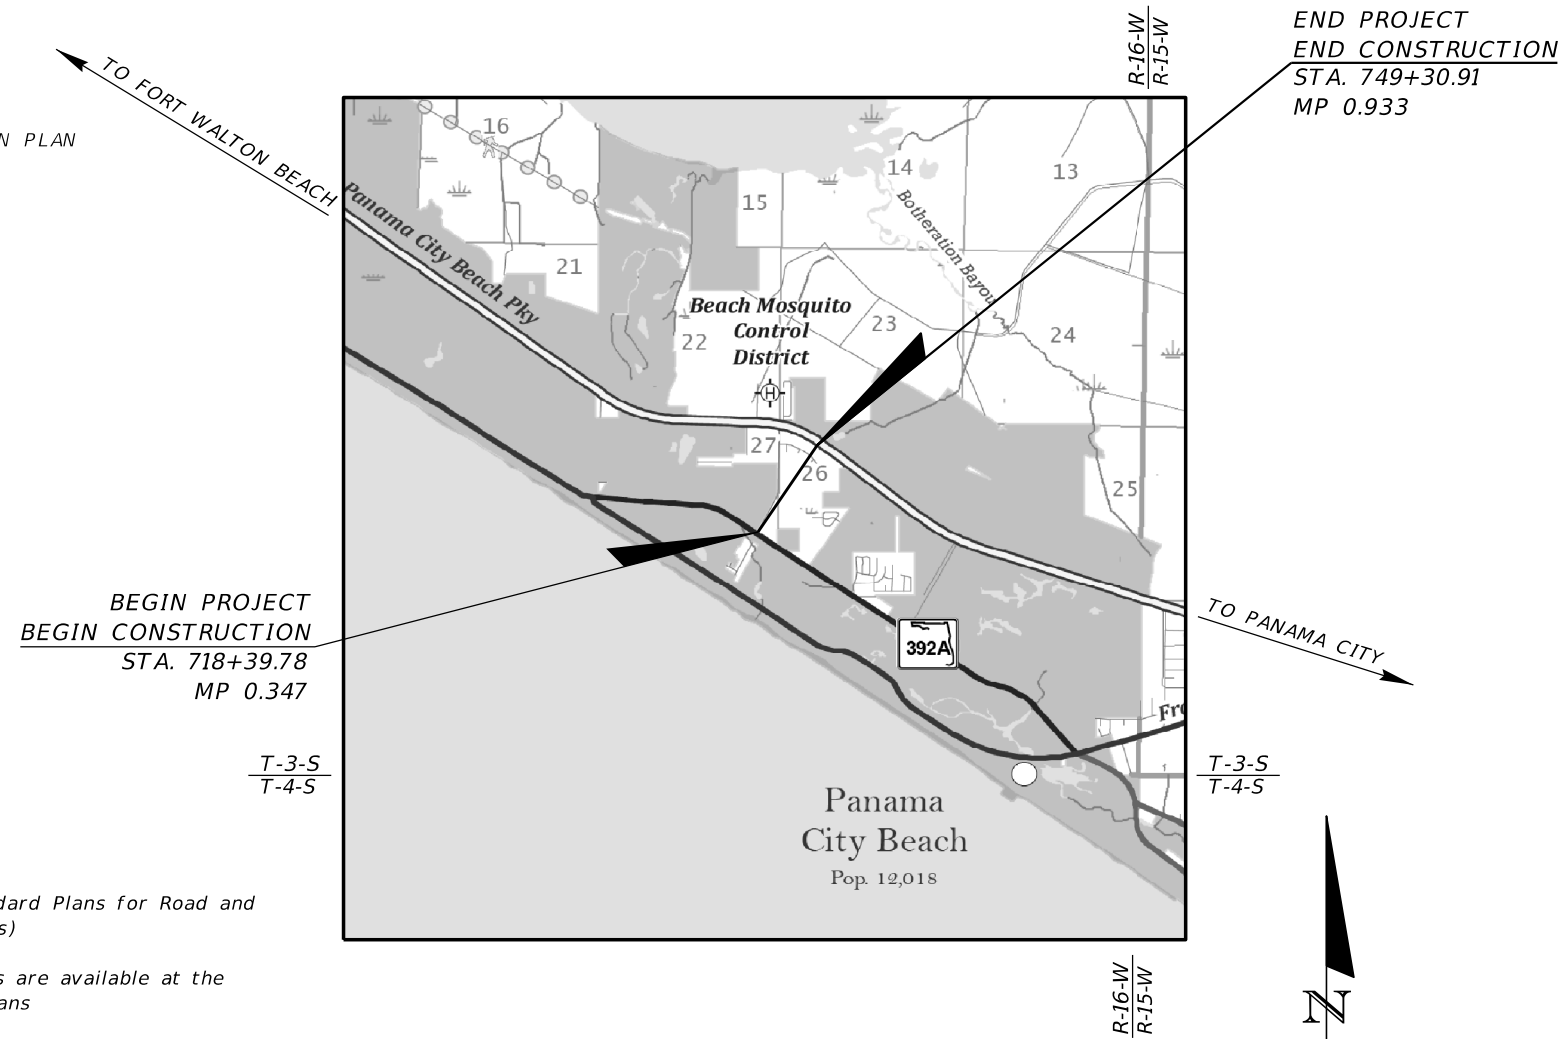 END PROJECT
END CONSTRUCTION
STA. 749+30.91
MP 0.933
R-16-W
R-15-W
TO FORT WALTON BEACH
N PLAN
16
14
13
15
Panama City Beach Pky
Botheration Bayou
21
Beach Mosquito
Control
District
22
23
24
H
27
26
25
BEGIN PROJECT
BEGIN CONSTRUCTION
STA. 718+39.78
MP 0.347
TO PANAMA CITY
392A
Fro
T-3-S
T-4-S
T-3-S
T-4-S
Panama
City Beach
Pop. 12,018
dard Plans for Road and
s)
s are available at the
ans
R-16-W
R-15-W
N